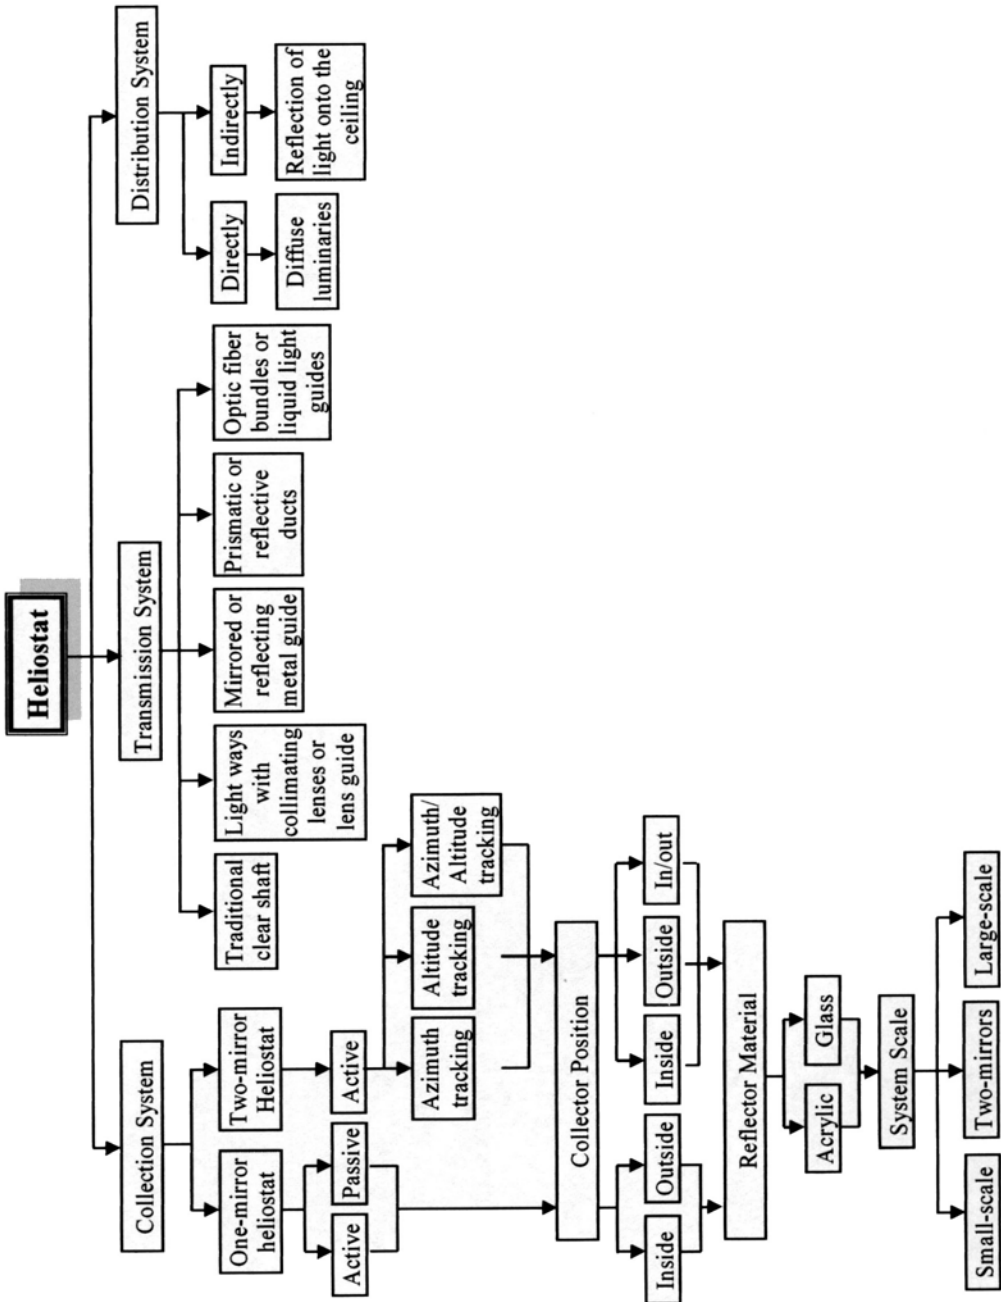 Heliostat
Collection System
Transmission System
Distribution System
One-mirror
heliostat
Two-mirror
Heliostat
Traditional
clear shaft
Light ways
with
collimating
lenses or
lens guide
Mirrored or
reflecting
metal guide
Prismatic or
reflective
ducts
Optic fiber
bundles or
liquid light
guides
Directly
Indirectly
Diffuse
luminaries
Reflection of
light onto the
ceiling
Active
Passive
Active
Azimuth
tracking
Altitude
tracking
Azimuth/
Altitude
tracking
Collector Position
Inside
Outside
Inside
Outside
In/out
Reflector Material
Acrylic
Glass
System Scale
Small-scale
Two-mirrors
Large-scale